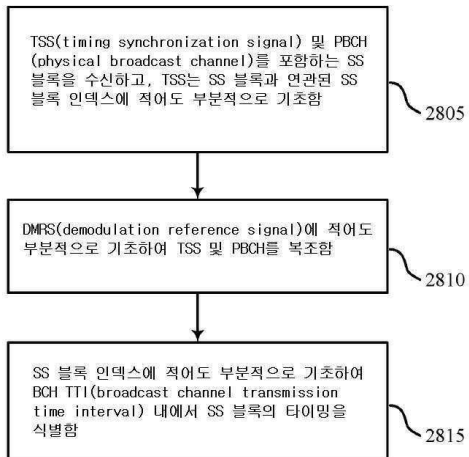 TSS(timing synchronization signal) 및 PBCH
(physical broadcast channel)를 포함하는 SS
블록을 수신하고, TSS는 SS 블록과 연관된 SS
블록 인덱스에 적어도 부분적으로 기초함
2805
DMRS(demodulation reference signal)에 적어도
부분적으로 기초하여 TSS 및 PBCH를 복조함
2810
SS 블록 인덱스에 적어도 부분적으로 기초하여
BCH TTI(broadcast channel transmission
time interval) 내에서 SS 블록의 타이밍을
식별함
2815